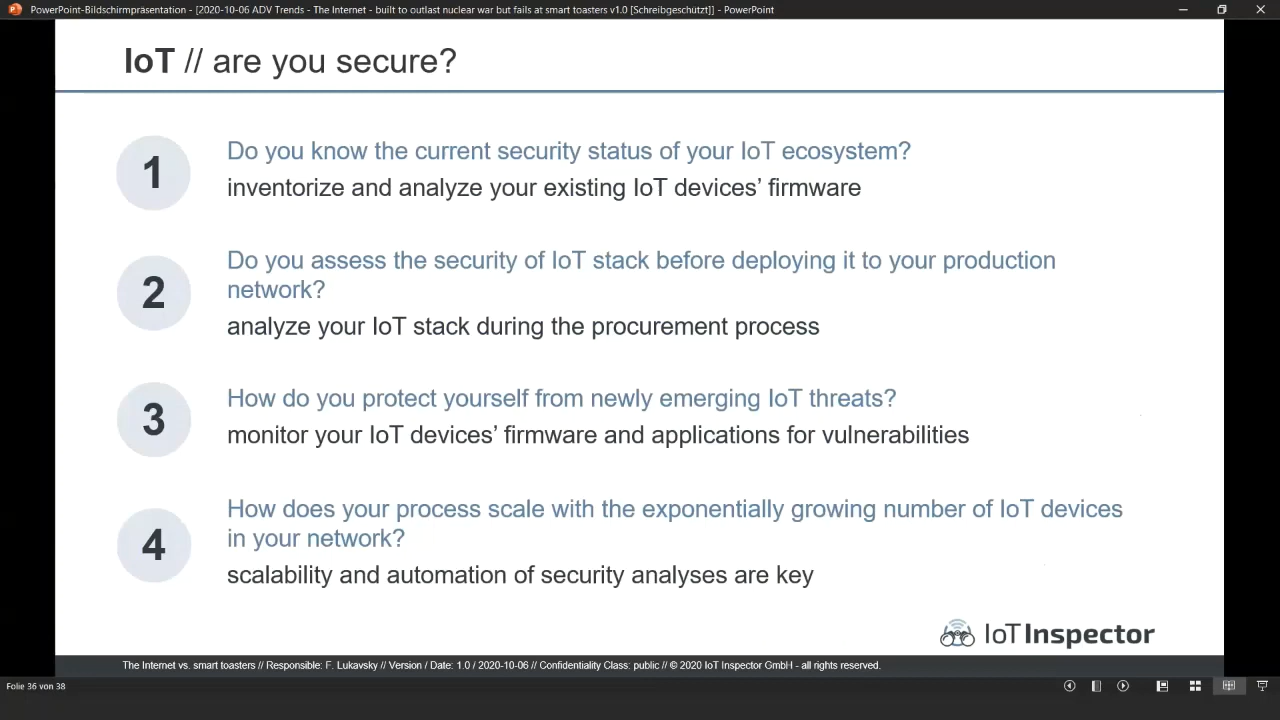 PowerPoint-Bildschirmpräsentation - [2020-10-06 ADV Trends - The Internet - built to outlast nuclear war but fails at smart toasters v1.0 [Schreibgeschützt]] - PowerPoint
IoT // are you secure?
1
Do you know the current security status of your IoT ecosystem?
inventorize and analyze your existing IoT devices’ firmware
2
Do you assess the security of IoT stack before deploying it to your production
network?
analyze your IoT stack during the procurement process
3
How do you protect yourself from newly emerging IoT threats?
monitor your IoT devices’ firmware and applications for vulnerabilities
4
How does your process scale with the exponentially growing number of IoT devices
in your network?
scalability and automation of security analyses are key
IoT Inspector
The Internet vs. smart toasters // Responsible: F. Lukavsky // Version / Date: 1.0 / 2020-10-06 // Confidentiality Class: public // © 2020 IoT Inspector GmbH - all rights reserved.
Folie 36 von 38